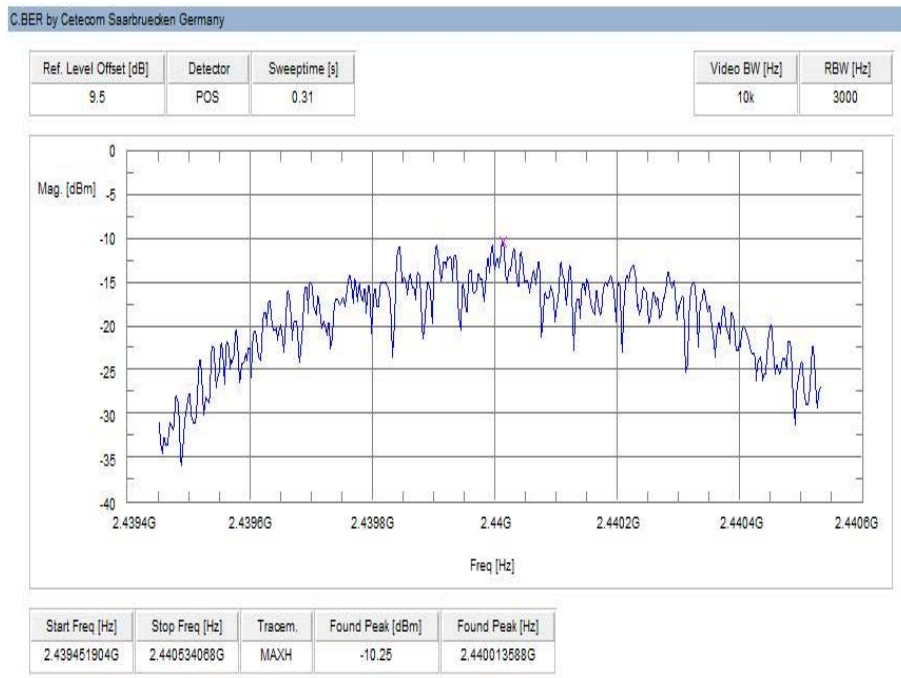 C.BER by Cetecom Saarbruecken Germany
Ref. Level Offset [dB] Detector Sweeptime [s] Video BW [Hz] RBW [Hz]
9.5 POS 0.31 10k 3000
0
Mag. [dBm] -5
-10
-15
-20
-25
-30
-35
-40
2.4394G 2.4396G 2.4398G 2.44G 2.4402G 2.4404G 2.4406G
Freq [Hz]
Start Freq [Hz] Stop Freq [Hz] Tracem. Found Peak [dBm] Found Peak [Hz]
2.439451904G 2.440534068G MAXH -10.25 2.440013588G